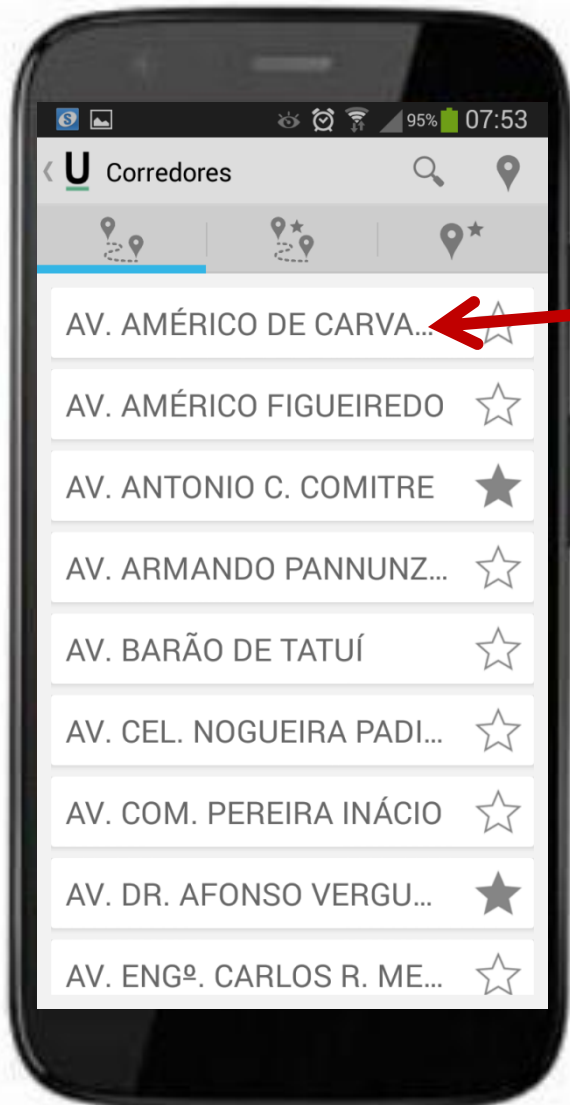 95% 07:53
U Corredores
AV. AMÉRICO DE CARVA...
AV. AMÉRICO FIGUEIREDO
AV. ANTONIO C. COMITRE
AV. ARMANDO PANNUNZ...
AV. BARÃO DE TATUÍ
AV. CEL. NOGUEIRA PADI...
AV. COM. PEREIRA INÁCIO
AV. DR. AFONSO VERGU...
AV. ENGº. CARLOS R. ME...